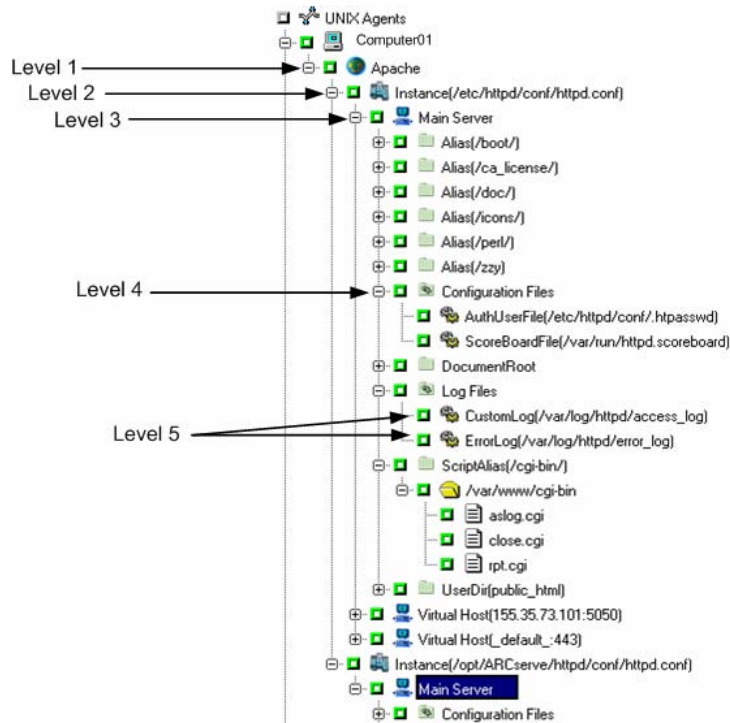 UNIX Agents
Computer01
Level 1 Apache
Level 2 Instance(/etc/httpd/conf/httpd.conf)
Level 3 Main Server
Alias(/boot/)
Alias(/ca_license/)
Alias(/doc/)
Alias(/icons/)
Alias(/perl/)
Alias(/zzy)
Level 4 Configuration Files
AuthUserFile(/etc/httpd/conf/.htpasswd)
ScoreBoardFile(/var/run/httpd.scoreboard)
DocumentRoot
Log Files
CustomLog(/var/log/httpd/access_log)
Level 5
ErrorLog(/var/log/httpd/error_log)
ScriptAlias(/cgi-bin/)
/var/www/cgi-bin
aslog.cgi
close.cgi
rpt.cgi
UserDir(public_html)
Virtual Host(155.35.73.101:5050)
Virtual Host(_default_:443)
Instance(/opt/ARCserve/httpd/conf/httpd.conf)
Main Server
Configuration Files